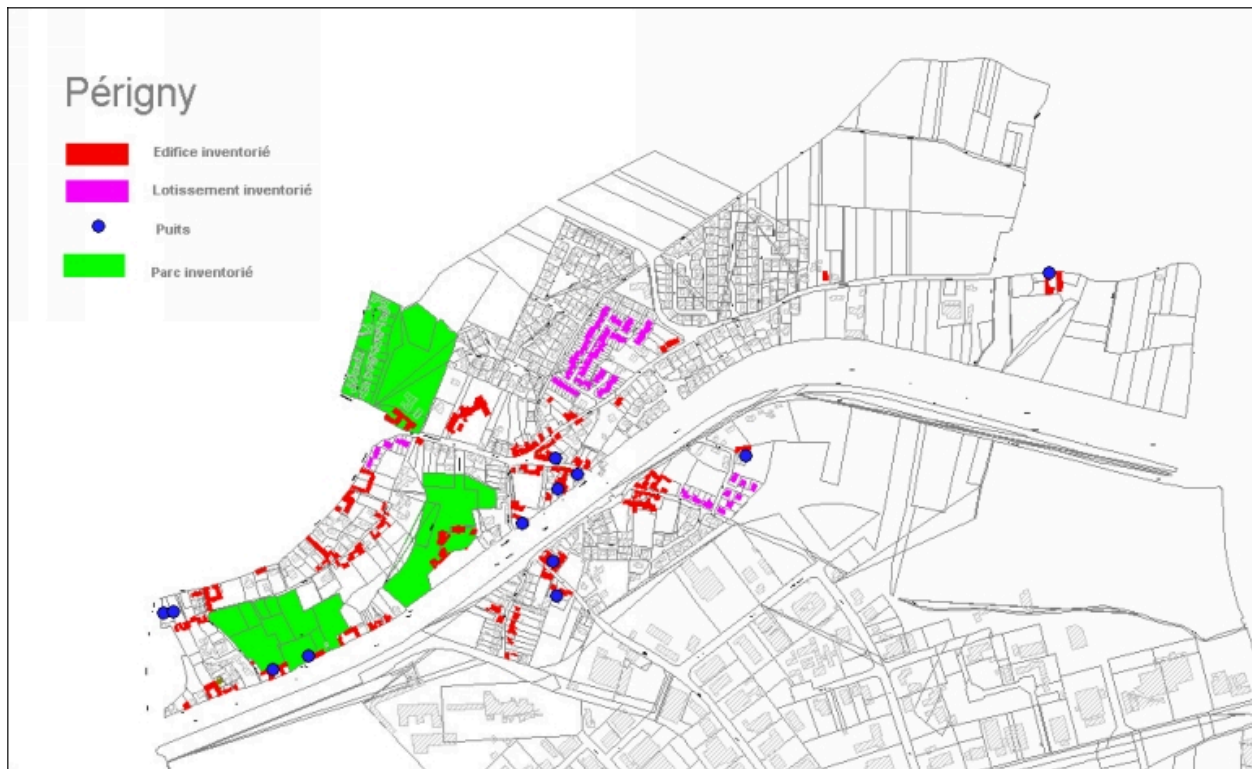 Périgny
Edifice inventorié
Lotissement inventorié
Puits
Parc inventorié